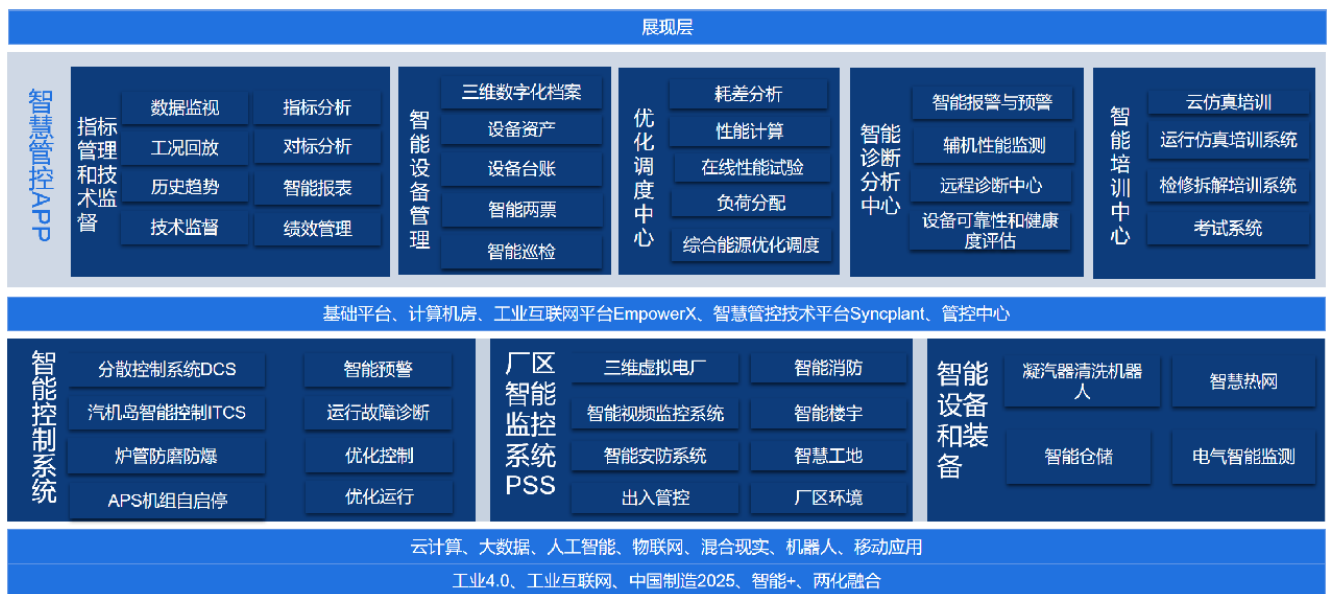 展现层
智慧管控APP
指标
管理
和技
术监
督
数据监视
指标分析
工况回放
对标分析
历史趋势
智能报表
技术监督
绩效管理
智能设备管理
三维数字化档案
设备资产
设备台账
智能两票
智能巡检
优化调度中心
耗差分析
性能计算
在线性能试验
负荷分配
综合能源优化调度
智能
诊断
分析
中心
智能报警与预警
辅机性能监测
远程诊断中心
设备可靠性和健康
度评估
智能培训中心
云仿真培训
运行仿真培训系统
检修拆解培训系统
考试系统
基础平台、计算机房、工业互联网平台EmpowerX、智慧管控技术平台Syncplant、管控中心
智能控制系统
分散控制系统DCS
智能预警
汽机岛智能控制ITCS
运行故障诊断
炉管防磨防爆
优化控制
APS机组自启停
优化运行
厂区
智能
监控
系统
PSS
三维虚拟电厂
智能消防
智能视频监控系统
智能楼宇
智能安防系统
智慧工地
出入管控
厂区环境
智能
设备
和装
备
凝汽器清洗机器
人
智慧热网
智能仓储
电气智能监测
云计算、大数据、人工智能、物联网、混合现实、机器人、移动应用
工业4.0、工业互联网、中国制造2025、智能+、两化融合